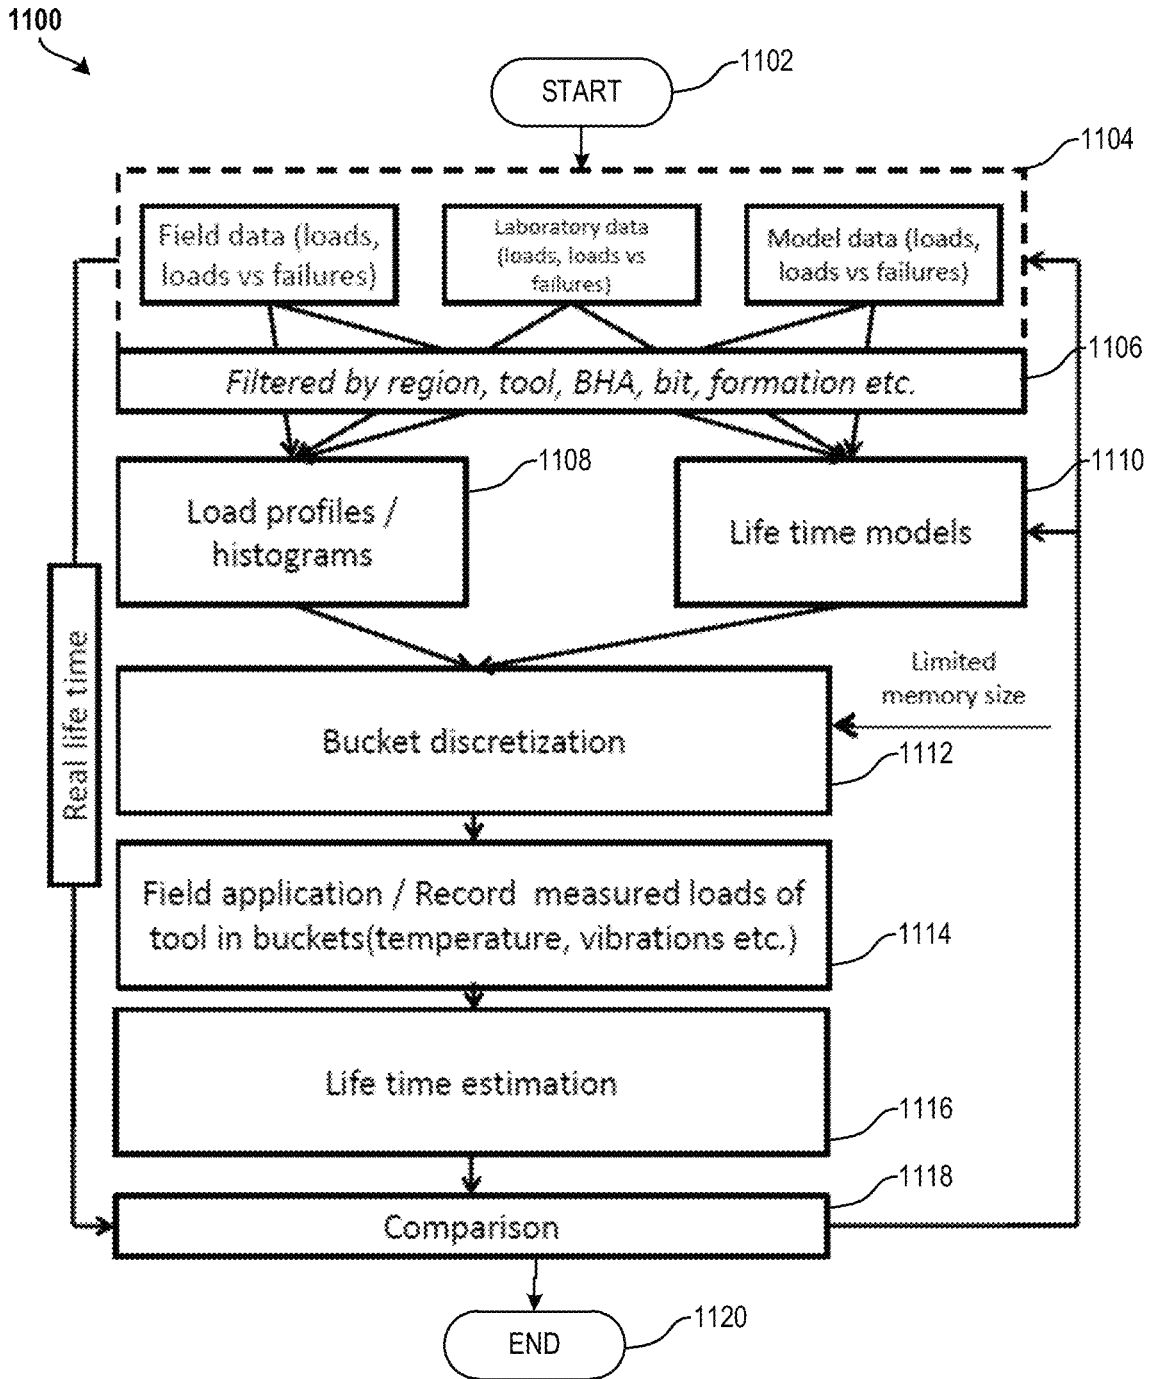 1100
1102
START
1104
Field data (loads,
loads vs failures)
Laboratory data
(loads, loads vs
failures)
Model data (loads,
loads vs failures)
1106
Filtered by region, tool, BHA, bit, formation etc.
1108
1110
Load profiles /
histograms
Life time models
Real life time
Limited
memory size
Bucket discretization
1112
Field application / Record measured loads of
tool in buckets(temperature, vibrations etc.)
1114
Life time estimation
1116
1118
Comparison
END
1120